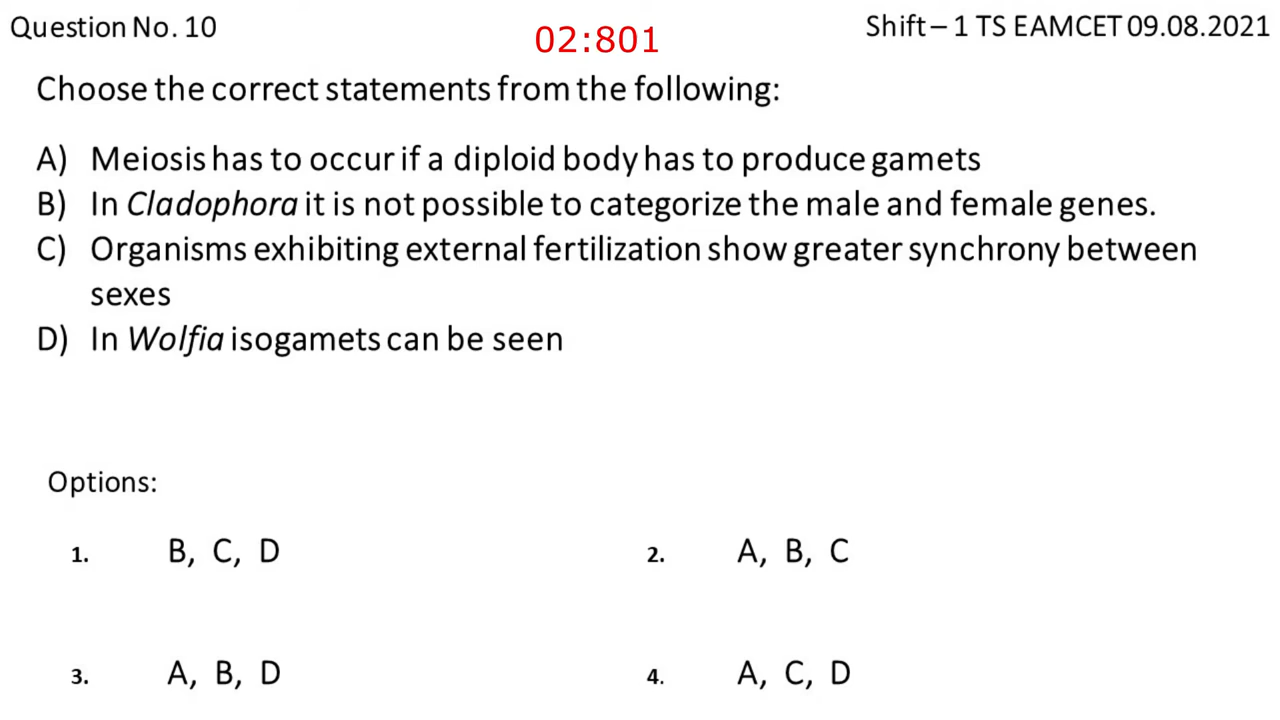 Question No. 10
02:801
Shift – 1 TS EAMCET 09.08.2021
Choose the correct statements from the following:
A) Meiosis has to occur if a diploid body has to produce gamets
B) In Cladophora it is not possible to categorize the male and female genes.
C) Organisms exhibiting external fertilization show greater synchrony between
sexes
D) In Wolfia isogamets can be seen
Options:
1. B, C, D
2. A, B, C
3. A, B, D
4. A, C, D